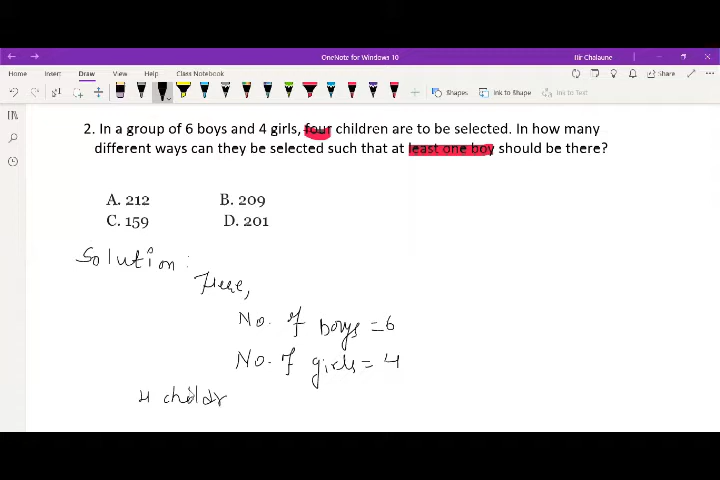 OneNote for Windows 10
Bir Chalaune
Home Insert Draw View Help Class Notebook
Share
Shapes Ink to Shape Ink to Text
2. In a group of 6 boys and 4 girls, four children are to be selected. In how many
different ways can they be selected such that at least one boy should be there?
A. 212 B. 209
C. 159 D. 201
Solution:
Here,
No. of boys = 6
No. of girls = 4
4 childr